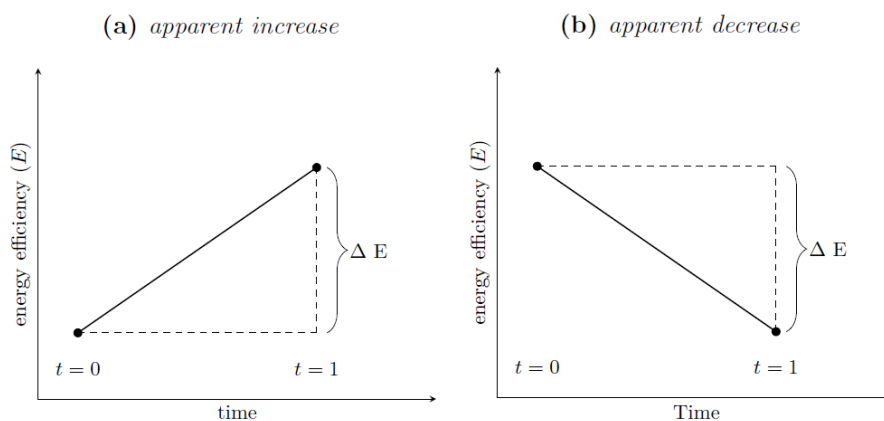 (a) apparent increase
energy efficiency (E)
Δ E
t = 0
t = 1
time
(b) apparent decrease
energy efficiency (E)
Δ E
t = 0
t = 1
Time